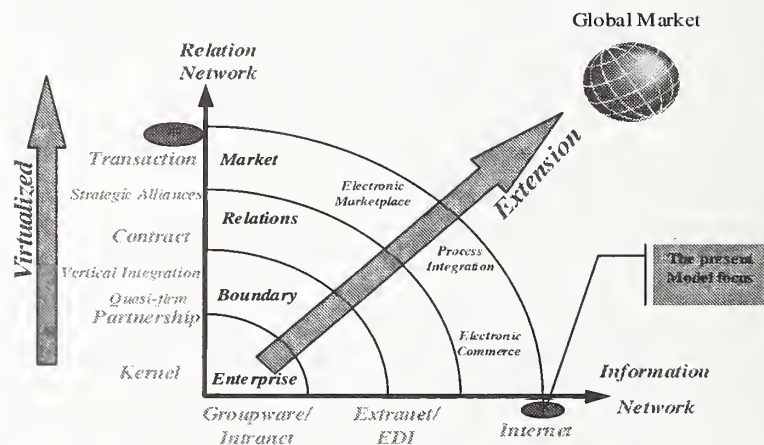 Global Market
Relation
Network
Virtualized
Transaction
Market
Strategic Alliances
Electronic
Marketplace
Extension
Relations
Contract
Process
Integration
The present
Model focus
Vertical Integration
Boundary
Quasi-firm
Partnership
Electronic
Commerce
Kernel
Enterprise
Information
Network
Groupware/
Intranet
Extranet/
EDI
Internet